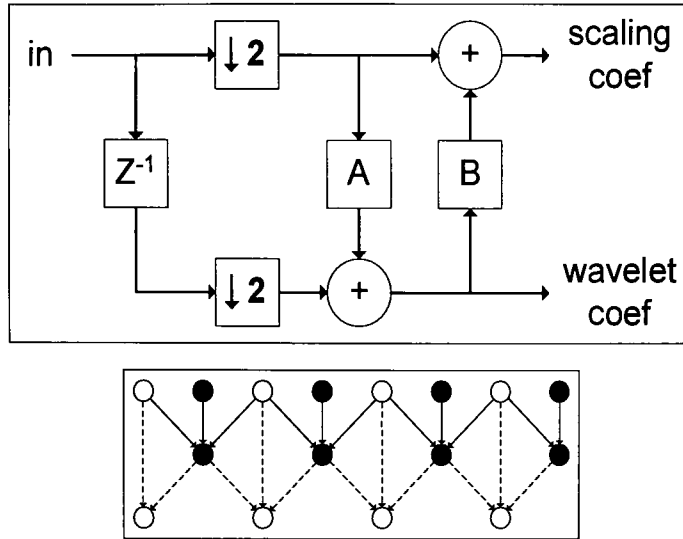 in
↓ 2
+
scaling
coef
Z⁻¹
A
B
↓ 2
+
wavelet
coef